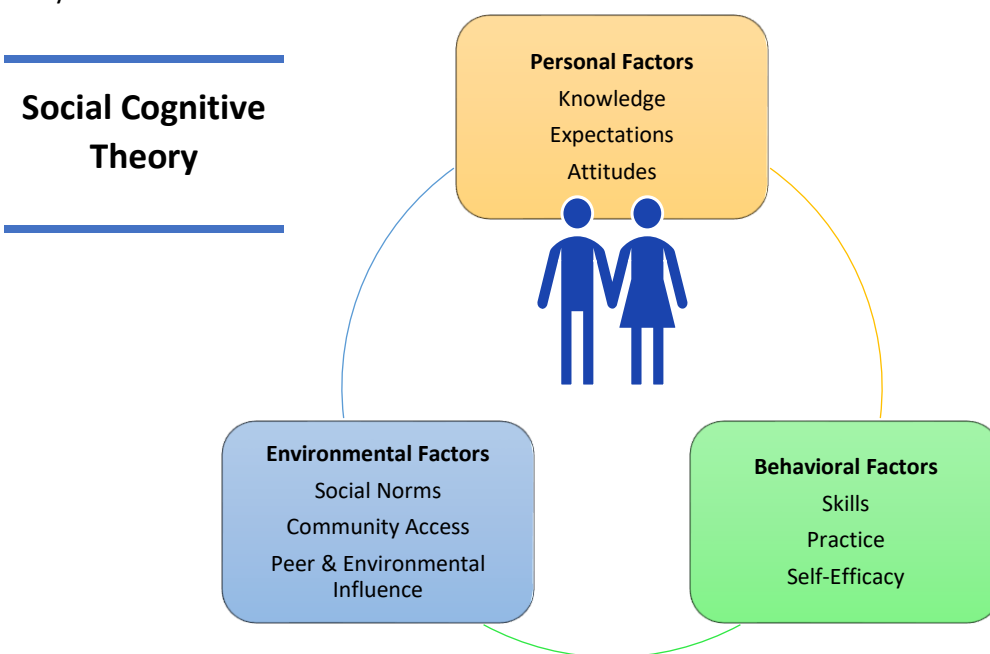 Social Cognitive
Theory
Personal Factors
Knowledge
Expectations
Attitudes
Environmental Factors
Social Norms
Community Access
Peer & Environmental
Influence
Behavioral Factors
Skills
Practice
Self-Efficacy